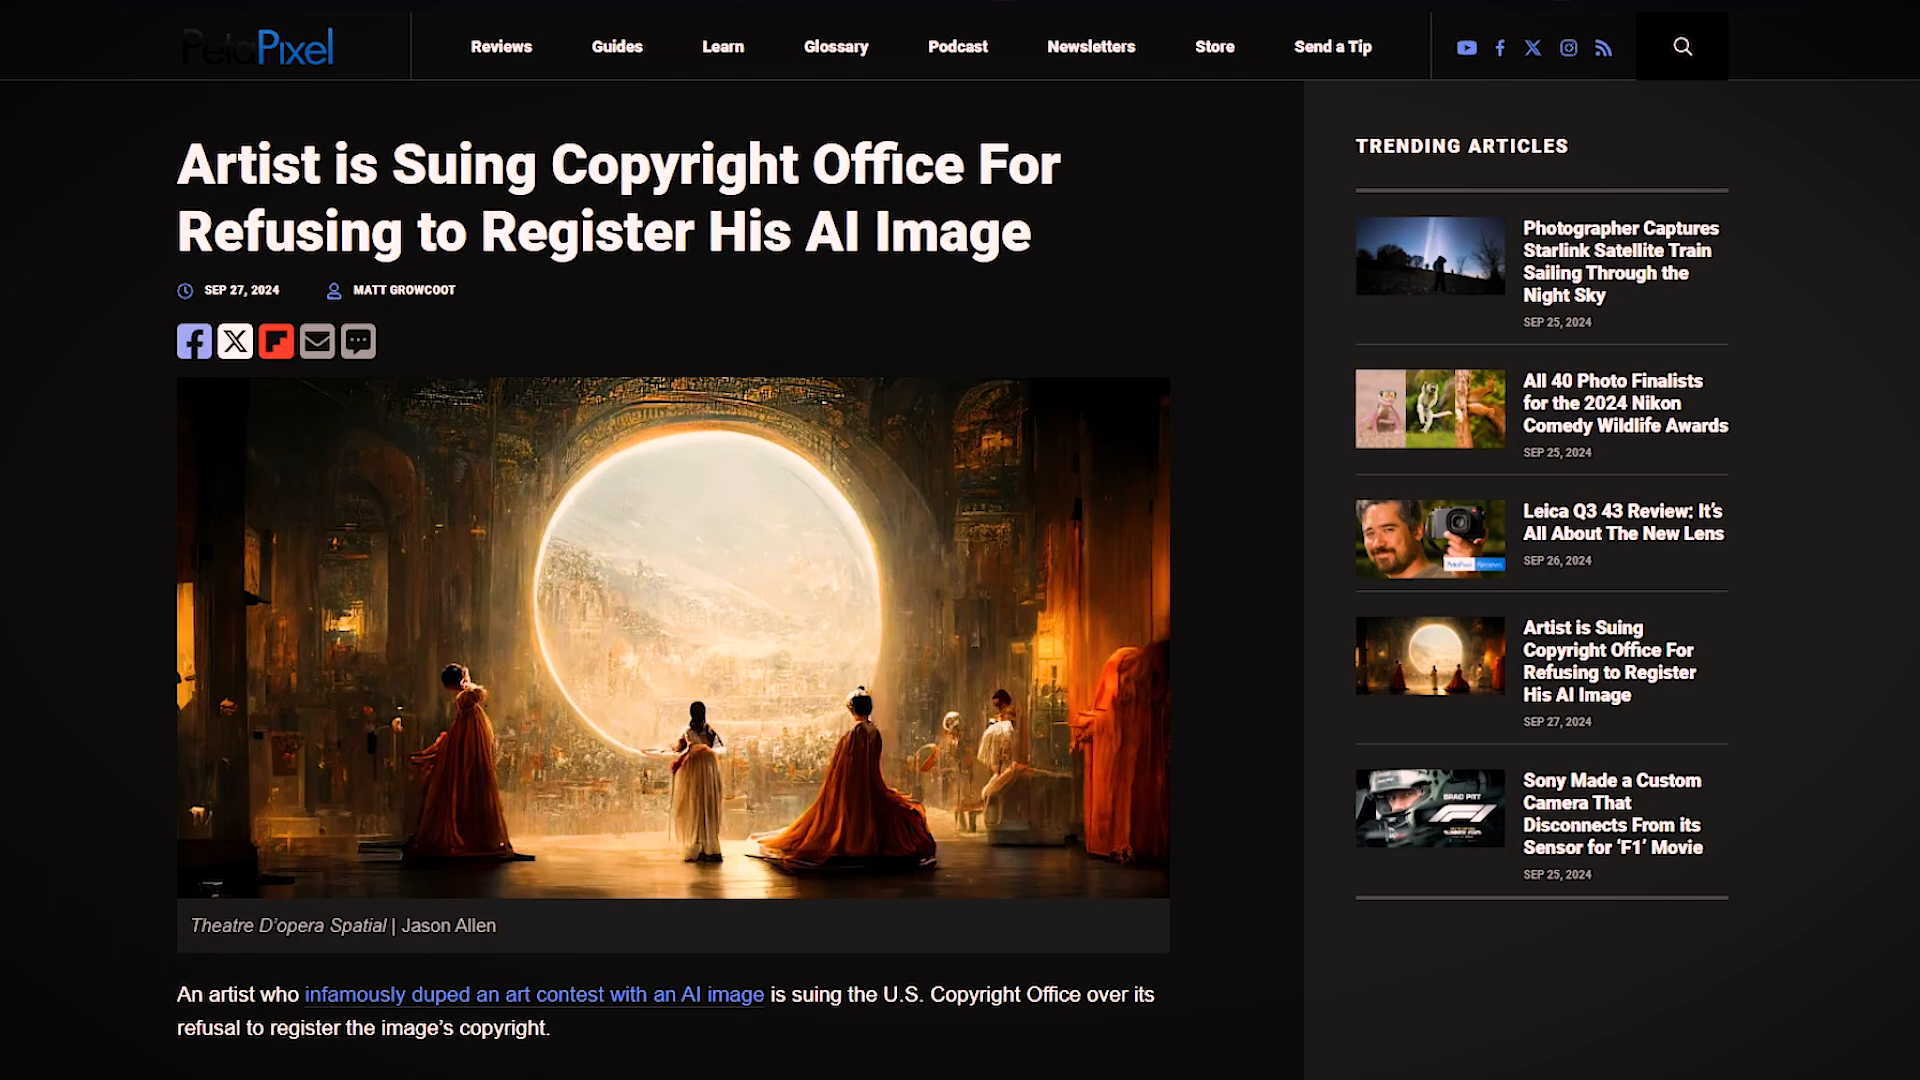 PetaPixel
Reviews
Guides
Learn
Glossary
Podcast
Newsletters
Store
Send a Tip
Artist is Suing Copyright Office For
Refusing to Register His AI Image
SEP 27, 2024
MATT GROWCOOT
Theatre D'opera Spatial | Jason Allen
An artist who infamously duped an art contest with an AI image is suing the U.S. Copyright Office over its
refusal to register the image's copyright.
TRENDING ARTICLES
Photographer Captures
Starlink Satellite Train
Sailing Through the
Night Sky
SEP 25, 2024
All 40 Photo Finalists
for the 2024 Nikon
Comedy Wildlife Awards
SEP 25, 2024
PetaPixel Reviews
Leica Q3 43 Review: It's
All About The New Lens
SEP 26, 2024
Artist is Suing
Copyright Office For
Refusing to Register
His AI Image
SEP 27, 2024
BRAD PITT
F1
Sony Made a Custom
Camera That
Disconnects From its
Sensor for 'F1' Movie
SEP 25, 2024